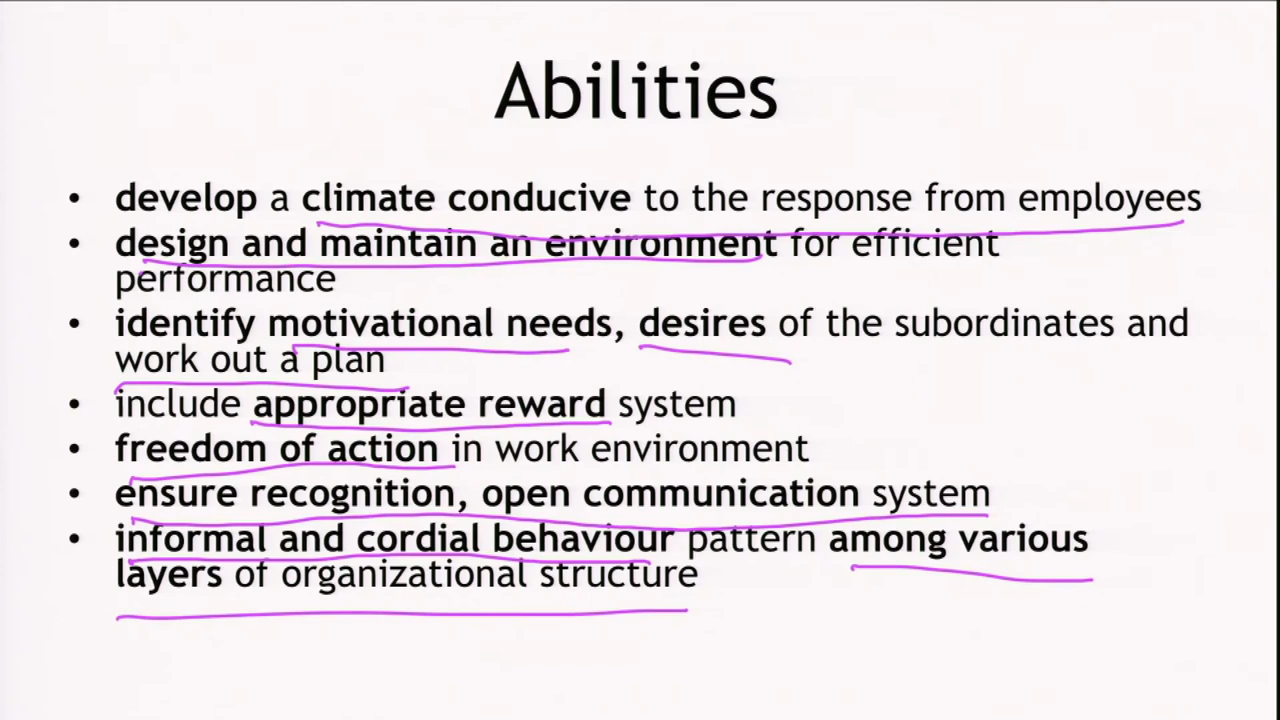 Abilities
• develop a climate conducive to the response from employees
• design and maintain an environment for efficient
performance
• identify motivational needs, desires of the subordinates and
work out a plan
• include appropriate reward system
• freedom of action in work environment
• ensure recognition, open communication system
• informal and cordial behaviour pattern among various
layers of organizational structure